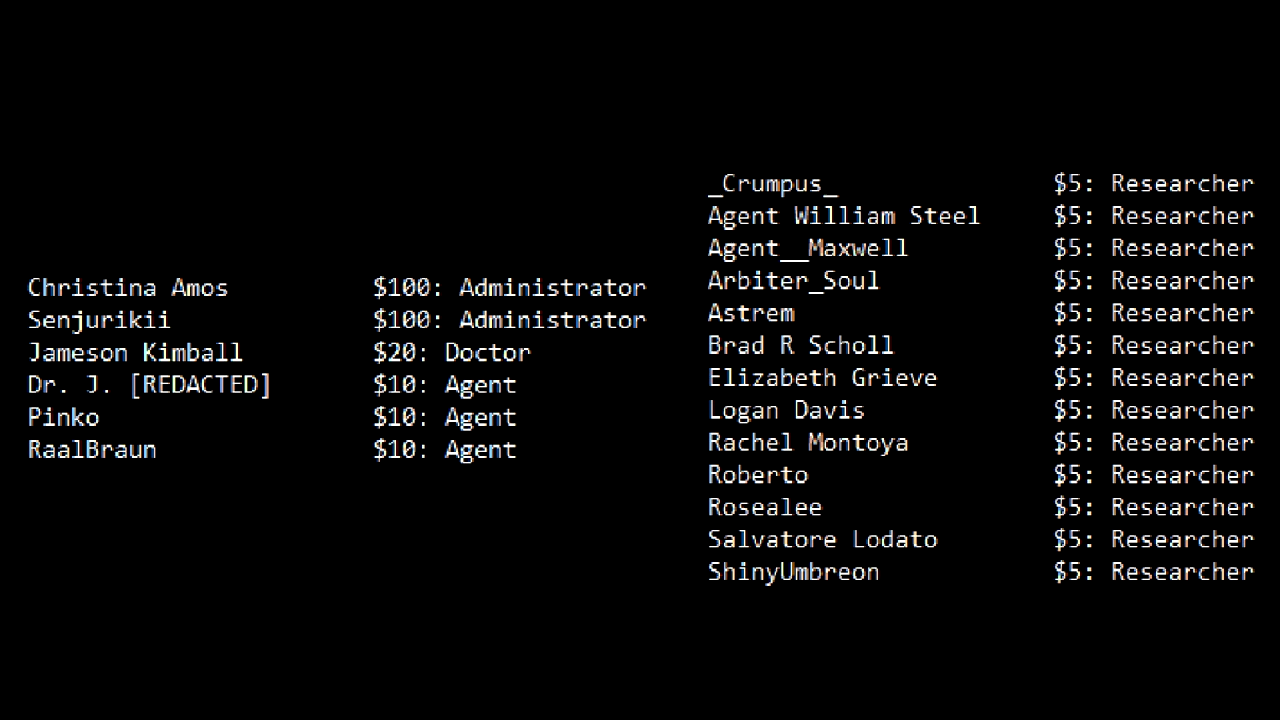 Christina Amos $100: Administrator
Senjurikii $100: Administrator
Jameson Kimball $20: Doctor
Dr. J. [REDACTED] $10: Agent
Pinko $10: Agent
RaalBraun $10: Agent
_Crumpus_ $5: Researcher
Agent William Steel $5: Researcher
Agent__Maxwell $5: Researcher
Arbiter_Soul $5: Researcher
Astrem $5: Researcher
Brad R Scholl $5: Researcher
Elizabeth Grieve $5: Researcher
Logan Davis $5: Researcher
Rachel Montoya $5: Researcher
Roberto $5: Researcher
Rosealee $5: Researcher
Salvatore Lodato $5: Researcher
ShinyUmbreon $5: Researcher